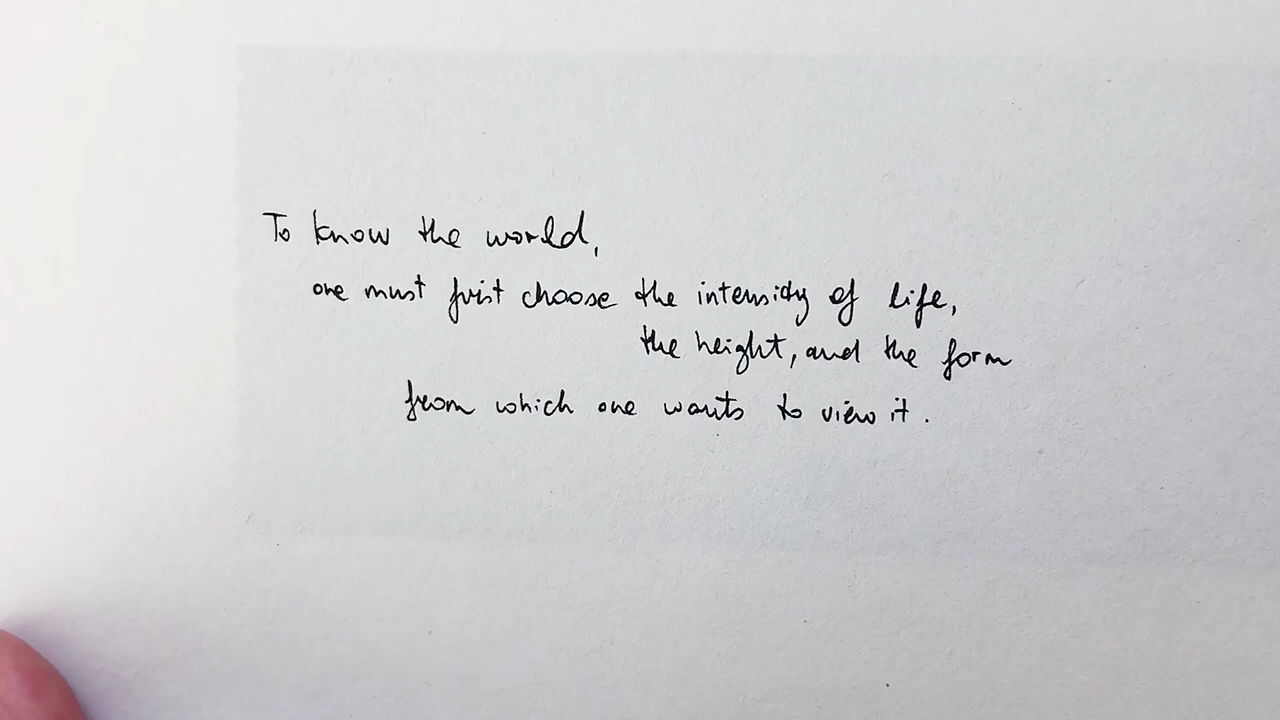 To know the world,
one must first choose the intensity of life,
the height, and the form
from which one wants to view it.